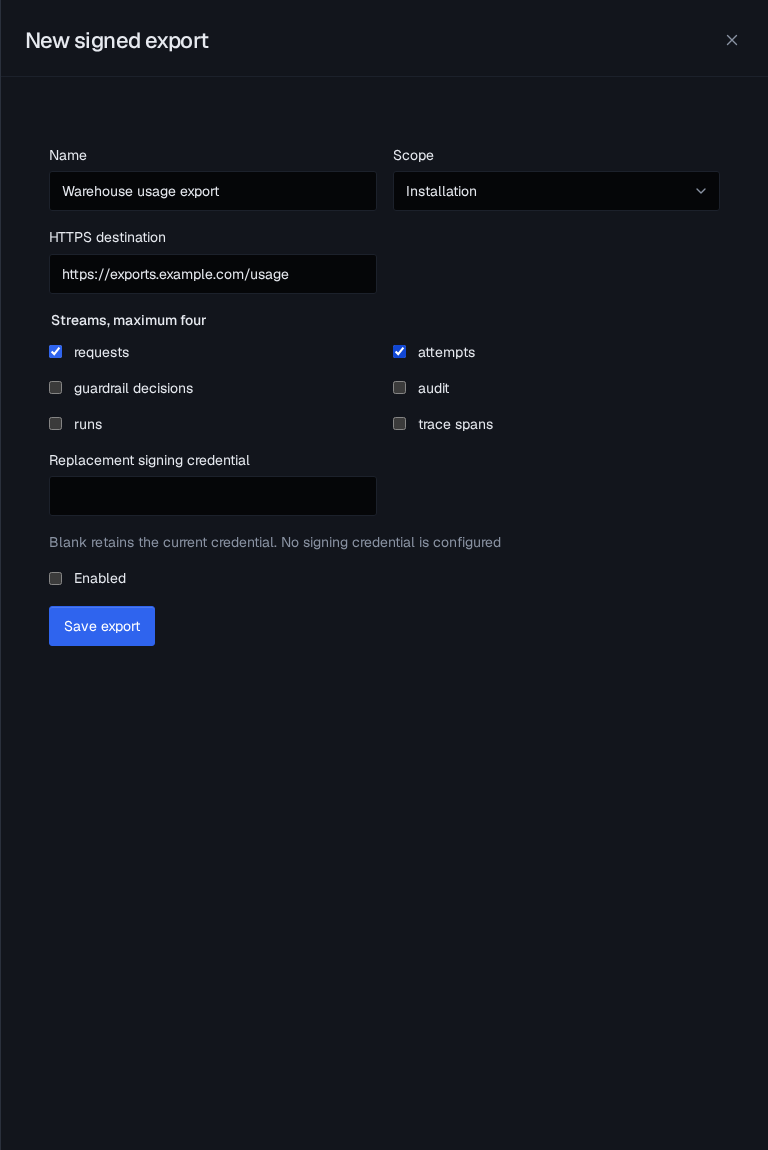 New signed export
Name
Scope
Warehouse usage export
Installation
HTTPS destination
https://exports.example.com/usage
Streams, maximum four
requests
attempts
guardrail decisions
audit
runs
trace spans
Replacement signing credential
Blank retains the current credential. No signing credential is configured
Enabled
Save export